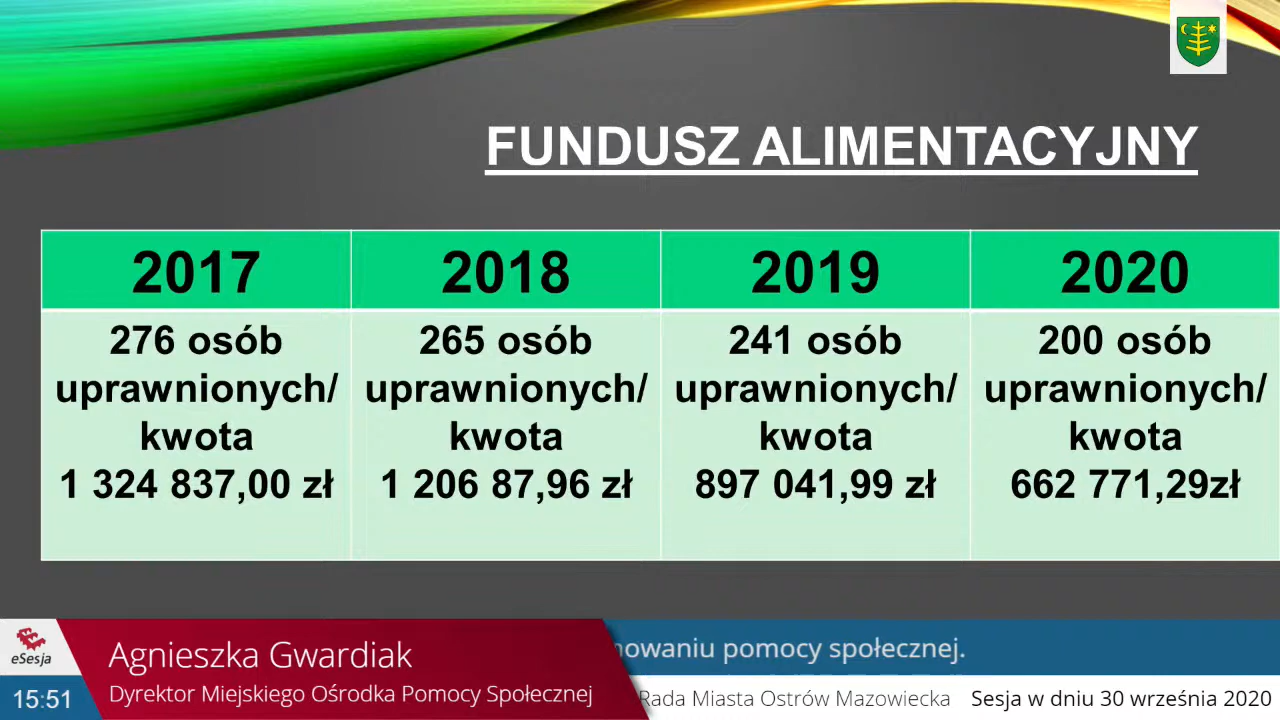 FUNDUSZ ALIMENTACYJNY
2017 2018 2019 2020
276 osób 265 osób 241 osób 200 osób
uprawnionych/ uprawnionych/ uprawnionych/ uprawnionych/
kwota kwota kwota kwota
1 324 837,00 zł 1 206 87,96 zł 897 041,99 zł 662 771,29zł
eSesja
Agnieszka Gwardiak
Dyrektor Miejskiego Ośrodka Pomocy Społecznej
pomocy społecznej.
15:51
Rada Miasta Ostrów Mazowiecka Sesja w dniu 30 września 2020